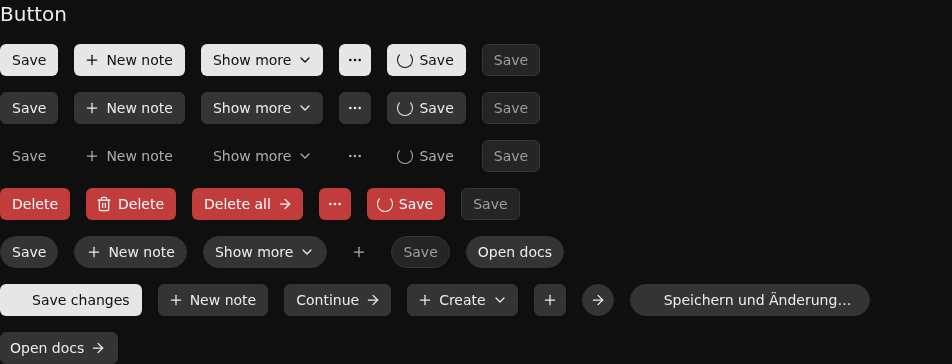 Button
Save New note Show more ... Save Save
Save New note Show more ... Save Save
Save New note Show more ... Save Save
Delete Delete Delete all ... Save Save
Save New note Show more Save Open docs
Save changes New note Continue Create Speichern und Änderung...
Open docs